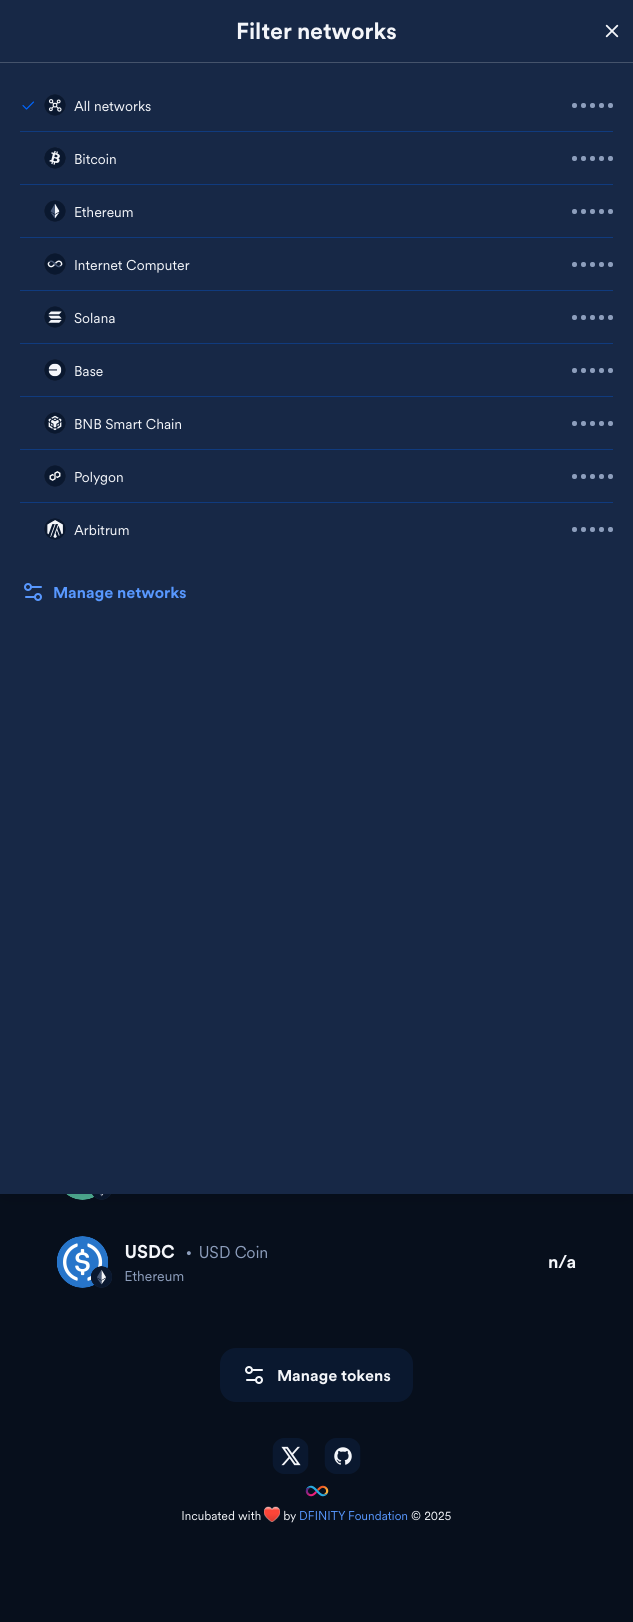 Filter networks
All networks •••••
Bitcoin •••••
Ethereum •••••
Internet Computer •••••
Solana •••••
Base •••••
BNB Smart Chain •••••
Polygon •••••
Arbitrum •••••
Manage networks
USDC • USD Coin
Ethereum
n/a
Manage tokens
Incubated with ❤️ by DFINITY Foundation © 2025